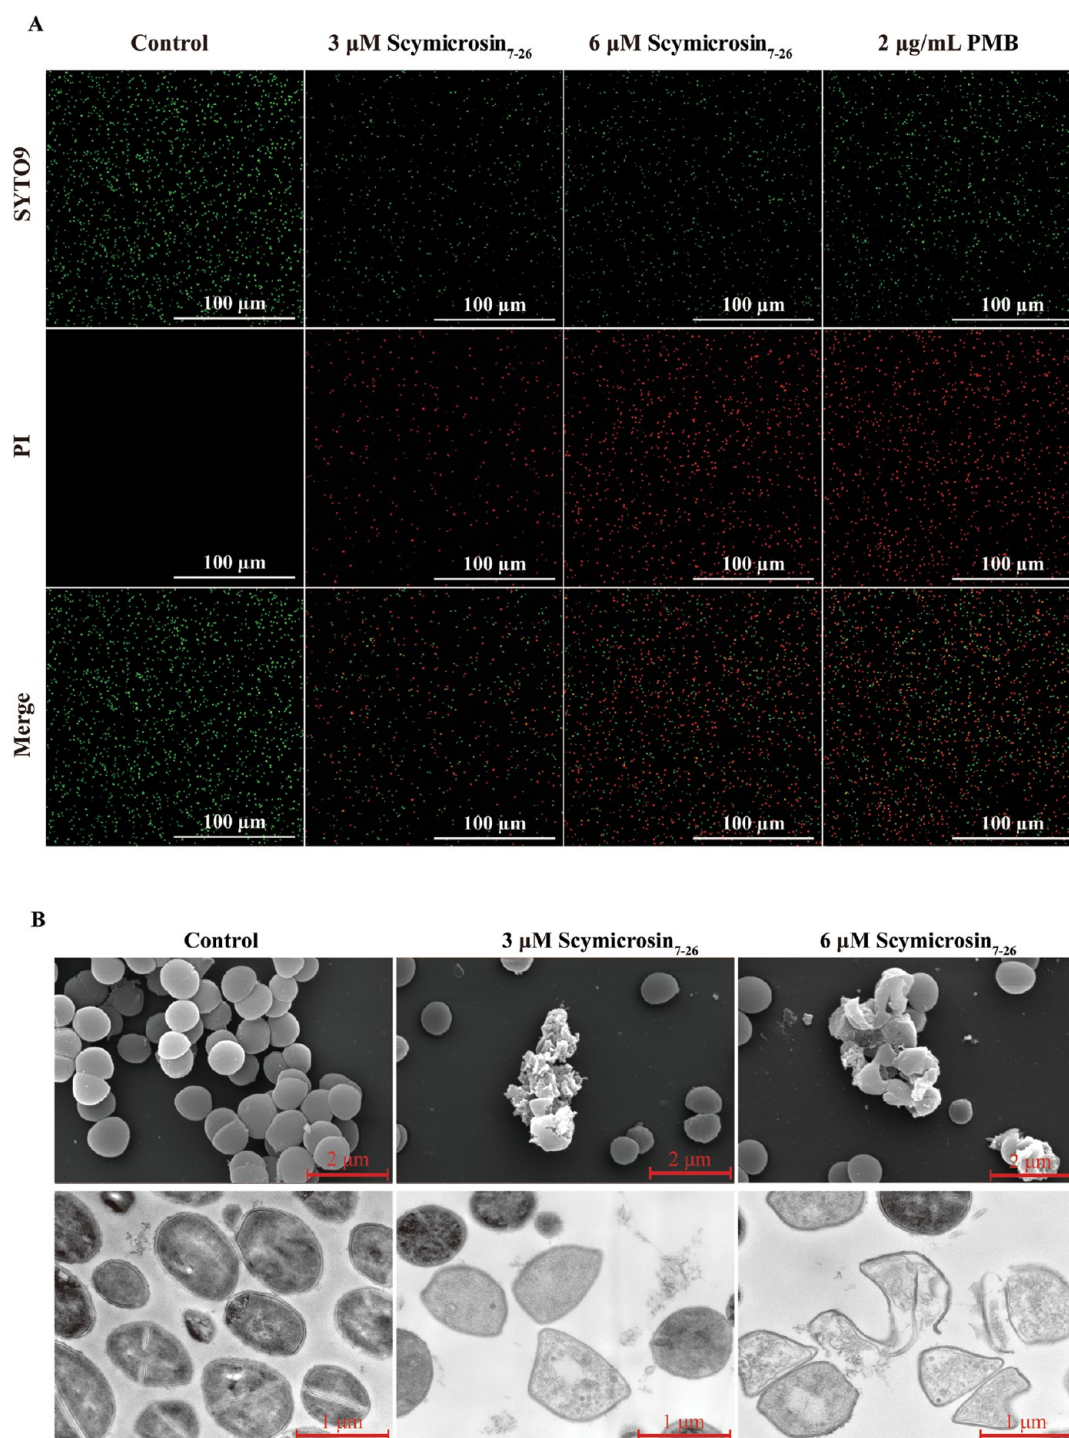 A
Control 3 µM Scymicrosin7-26 6 µM Scymicrosin7-26 2 µg/mL PMB
SYTO9
100 µm 100 µm 100 µm 100 µm
PI
100 µm 100 µm 100 µm 100 µm
Merge
100 µm 100 µm 100 µm 100 µm
B
Control 3 µM Scymicrosin7-26 6 µM Scymicrosin7-26
2 µm 2 µm 2 µm
1 µm 1 µm 1 µm